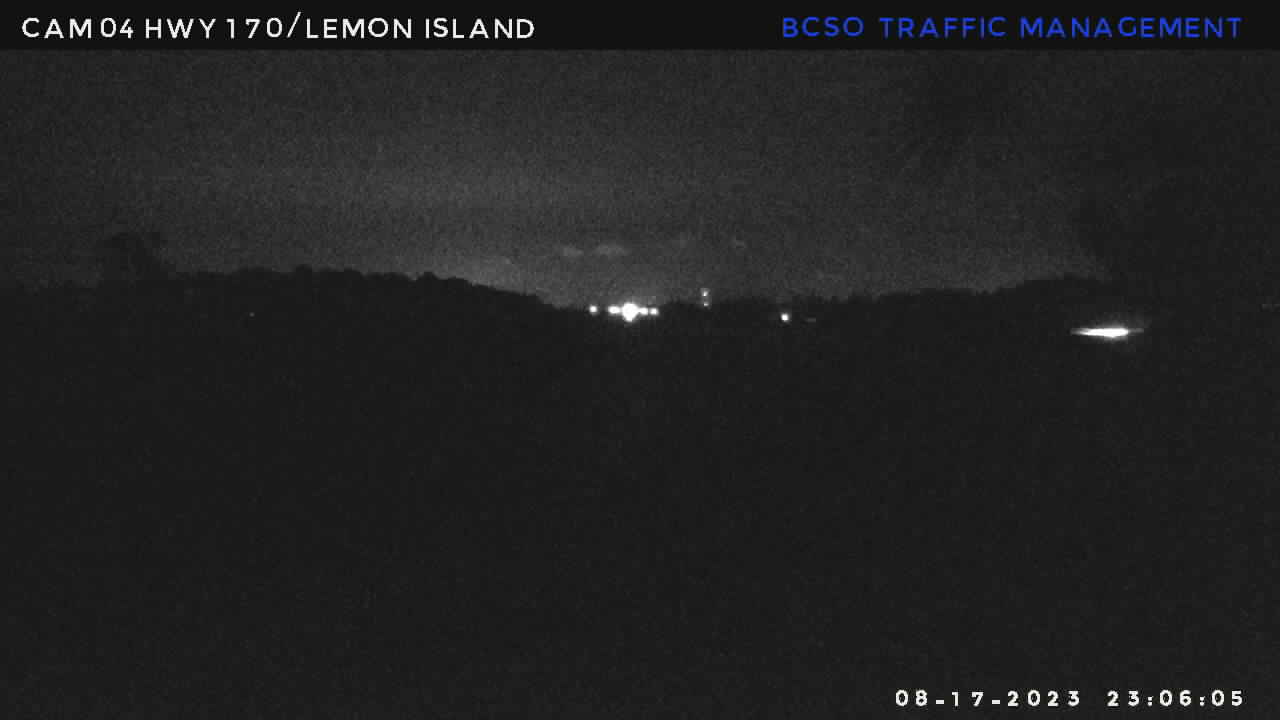 CAM04 HWY 170/LEMON ISLAND
BCSO TRAFFIC MANAGEMENT
08-17-2023 23:06:05